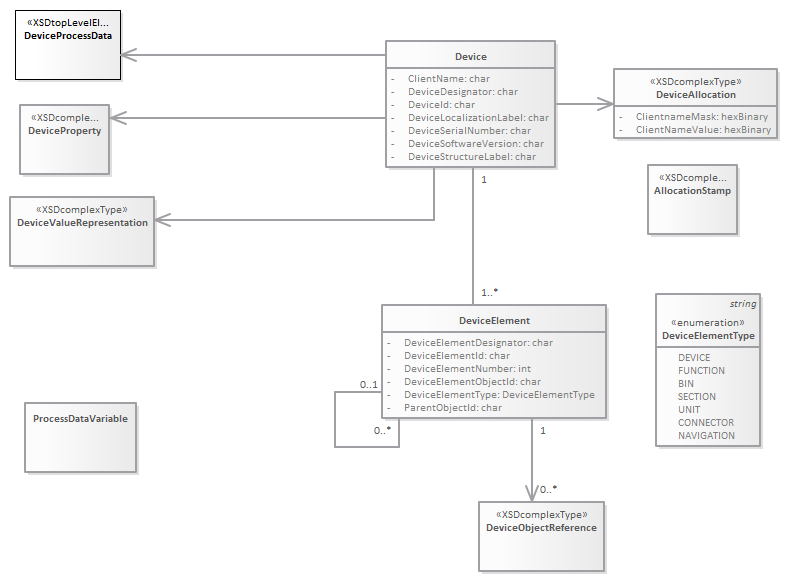 «XSDtopLevelEl...
DeviceProcessData
Device
- ClientName: char
- DeviceDesignator: char
- DeviceId: char
- DeviceLocalizationLabel: char
- DeviceSerialNumber: char
- DeviceSoftwareVersion: char
- DeviceStructureLabel: char
«XSDcomplexType»
DeviceAllocation
- ClientnameMask: hexBinary
- ClientNameValue: hexBinary
«XSDcomple...
DeviceProperty
«XSDcomple...
AllocationStamp
1
«XSDcomplexType»
DeviceValueRepresentation
1..*
DeviceElement
- DeviceElementDesignator: char
- DeviceElementId: char
- DeviceElementNumber: int
- DeviceElementObjectId: char
- DeviceElementType: DeviceElementType
- ParentObjectId: char
string
«enumeration»
DeviceElementType
DEVICE
FUNCTION
BIN
SECTION
UNIT
CONNECTOR
NAVIGATION
0..1
0..*
1
ProcessDataVariable
0..*
«XSDcomplexType»
DeviceObjectReference